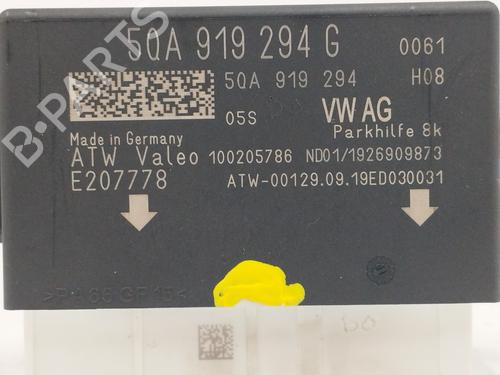 5QA 919 294 G 0061
5QA 919 294 H08
05S VW AG
Parkhilfe 8k
Made in Germany
ATW Valeo 100205786 ND01/1926909873
E207778 ATW-00129.09.19ED030031
B-PARTS